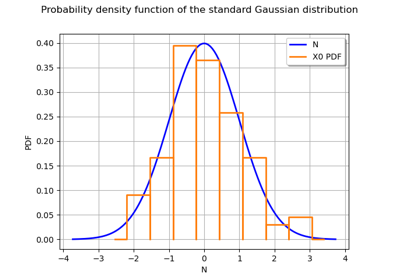 Probability density function of the standard Gaussian distribution
N
X0 PDF
0.40
0.35
0.30
0.25
0.20
0.15
0.10
0.05
0.00
PDF
−4 −3 −2 −1 0 1 2 3 4
N